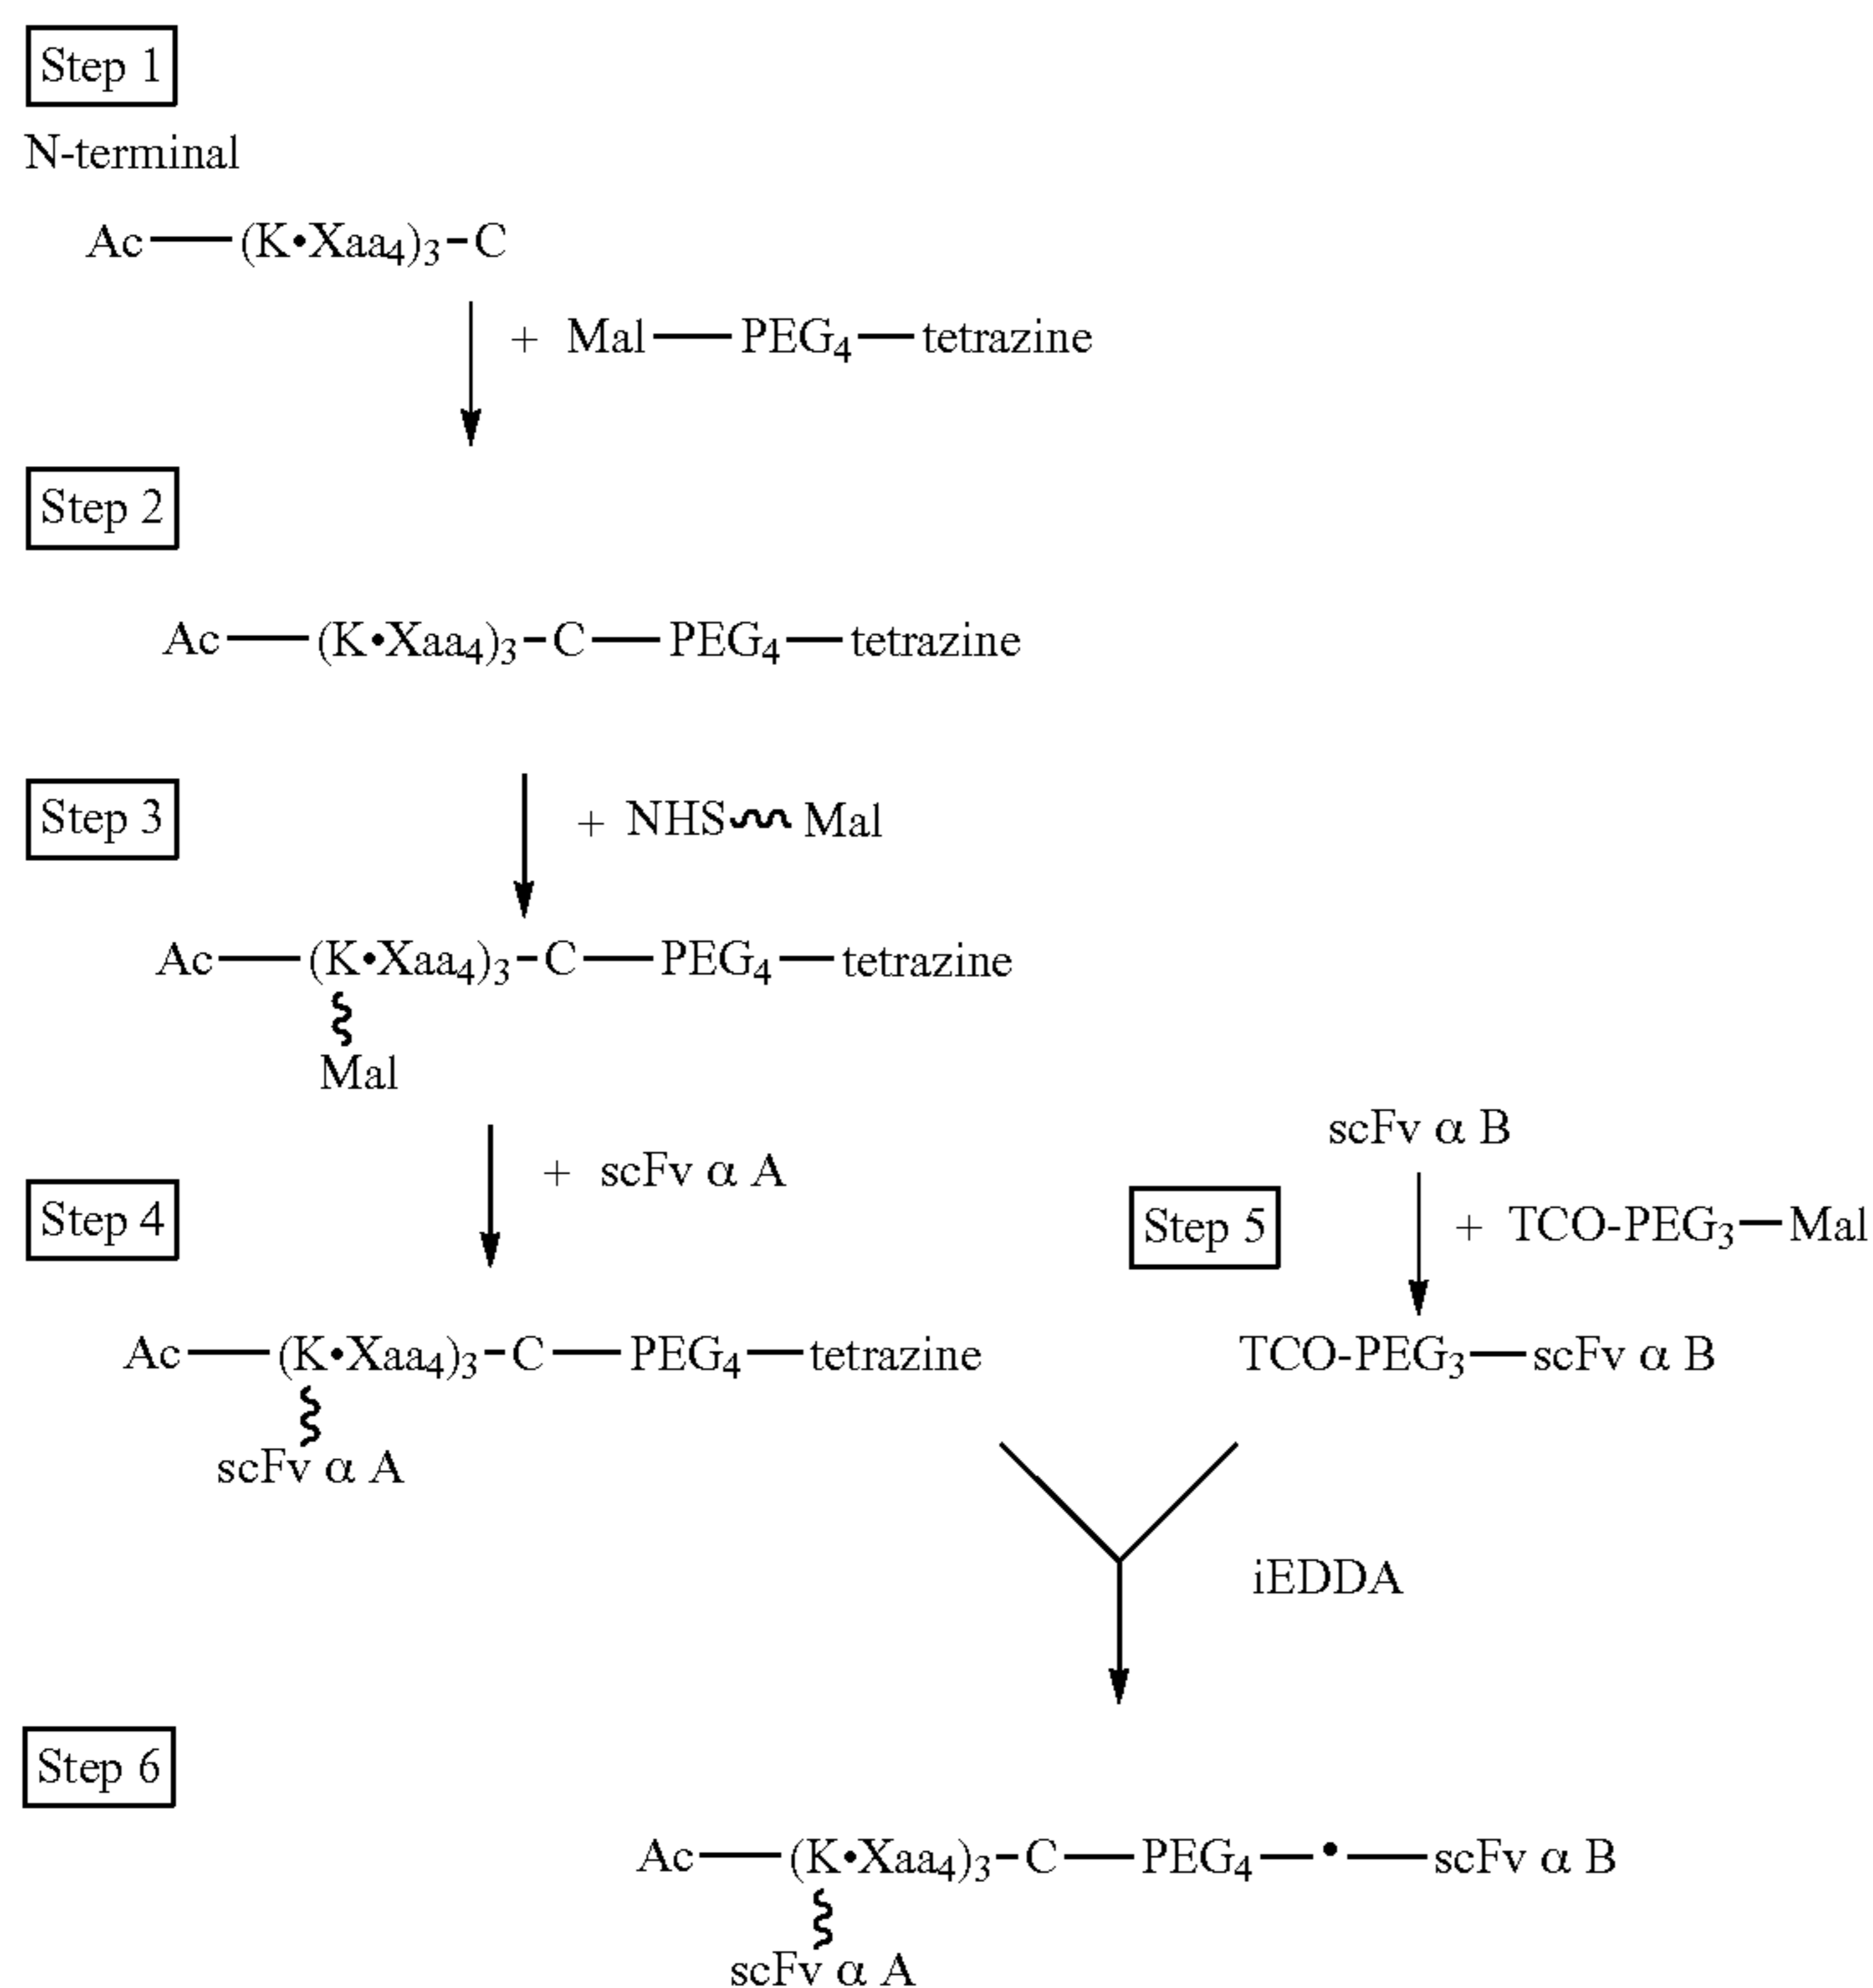 Step 1
N-terminal
Ac—(K•Xaa₄)₃-C
+ Mal—PEG₄—tetrazine
Step 2
Ac—(K•Xaa₄)₃-C—PEG₄—tetrazine
Step 3
+ NHS Mal
Ac—(K•Xaa₄)₃-C—PEG₄—tetrazine
Mal
Step 4
+ scFv α A
Ac—(K•Xaa₄)₃-C—PEG₄—tetrazine
scFv α A
scFv α B
Step 5
+ TCO-PEG₃—Mal
TCO-PEG₃—scFv α B
iEDDA
Step 6
Ac—(K•Xaa₄)₃-C—PEG₄—•—scFv α B
scFv α A